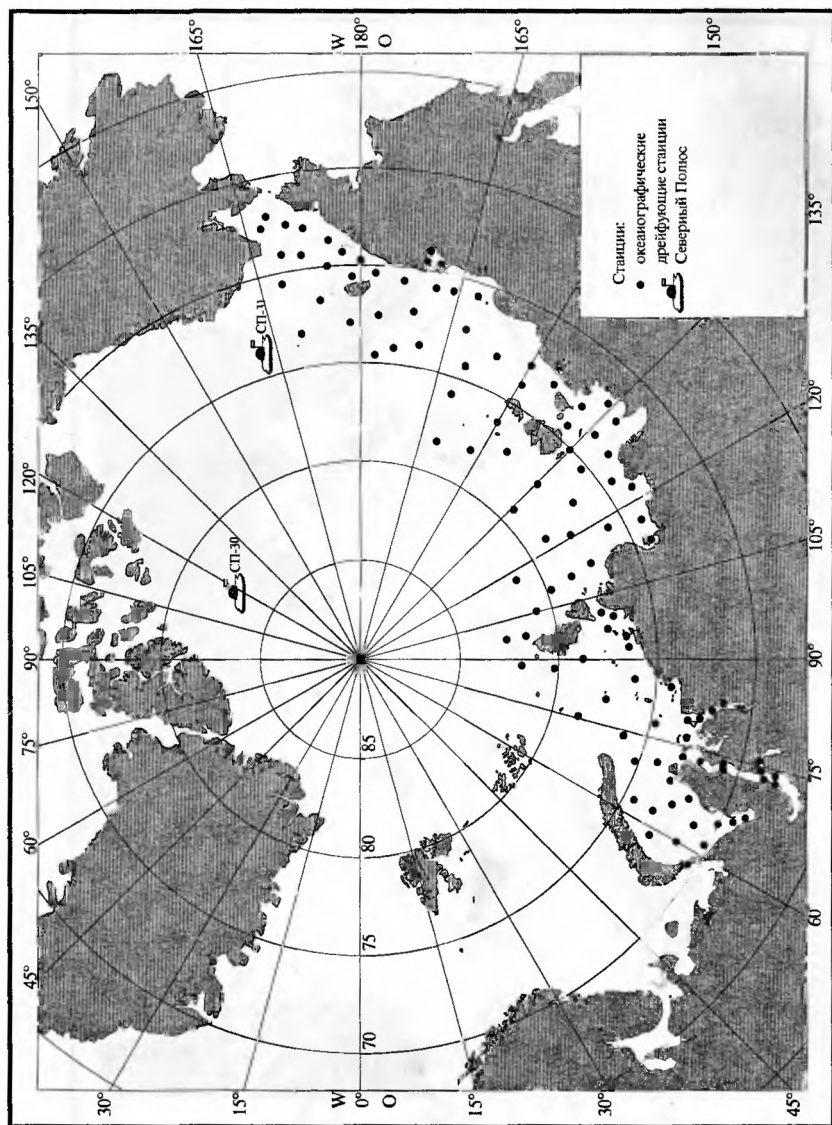 45°
60°
75°
90°
105°
120°
135°
150°
30°
15°
W
0°
O
15°
30°
165°
W
180°
O
165°
150°
СП-30
СП-31
70
75
80
85
Станции:
океанографические
дрейфующие станции
Северный Полюс
45°
60
75°
90°
105°
120°
135°